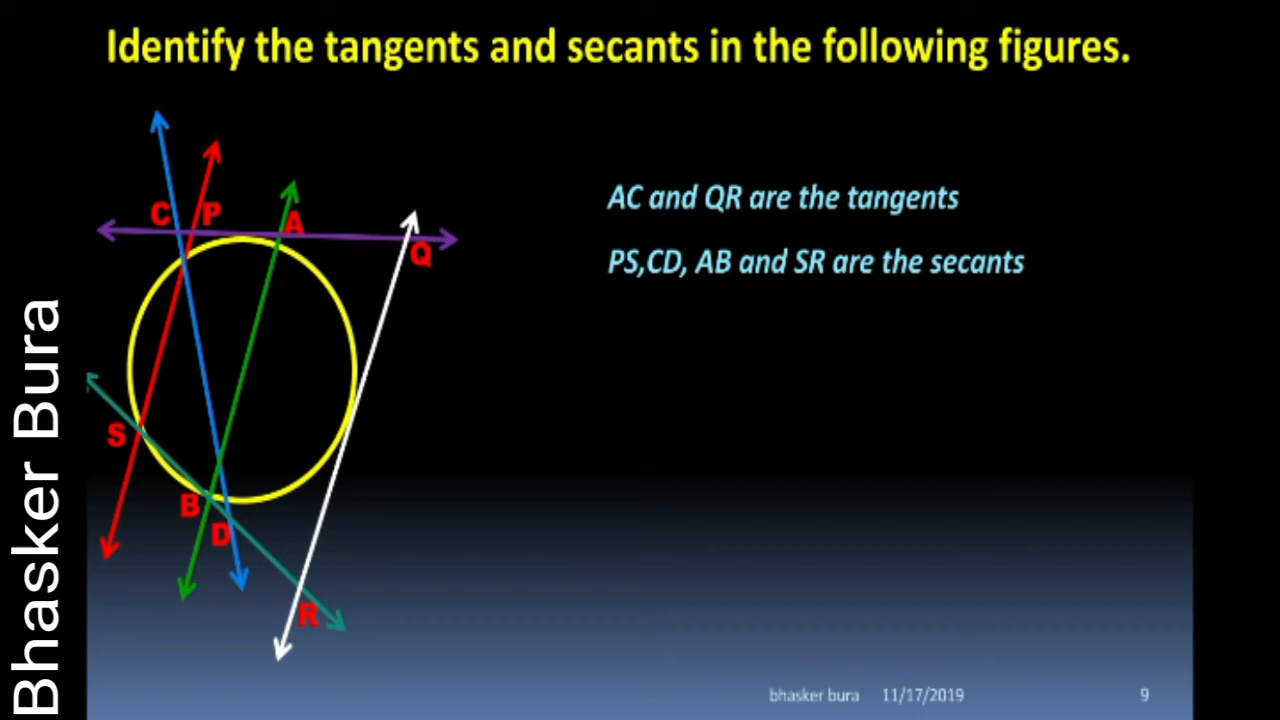 Identify the tangents and secants in the following figures.
C P A
Q
AC and QR are the tangents
PS,CD, AB and SR are the secants
S
B
D
R
Bhasker Bura
bhasker bura 11/17/2019 9